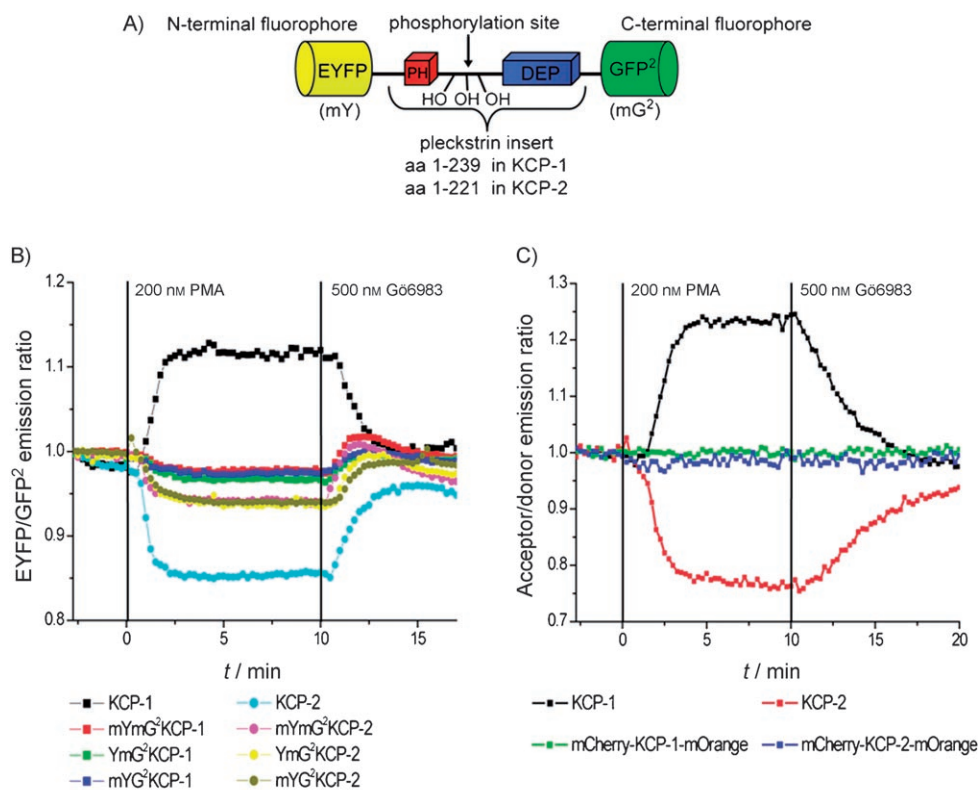 A)
N-terminal fluorophore
phosphorylation site
C-terminal fluorophore
EYFP
PH
DEP
GFP²
HO
OH
OH
(mY)
(mG²)
pleckstrin insert
aa 1-239 in KCP-1
aa 1-221 in KCP-2
B)
200 nM PMA
500 nM Gö6983
1.2
1.1
1.0
0.9
0.8
EYFP/GFP² emission ratio
0
5
10
15
t / min
KCP-1
KCP-2
mYmG²KCP-1
mYmG²KCP-2
YmG²KCP-1
YmG²KCP-2
mYG²KCP-1
mYG²KCP-2
C)
200 nM PMA
500 nM Gö6983
1.3
1.2
1.1
1.0
0.9
0.8
0.7
Acceptor/donor emission ratio
0
5
10
15
20
t / min
KCP-1
KCP-2
mCherry-KCP-1-mOrange
mCherry-KCP-2-mOrange